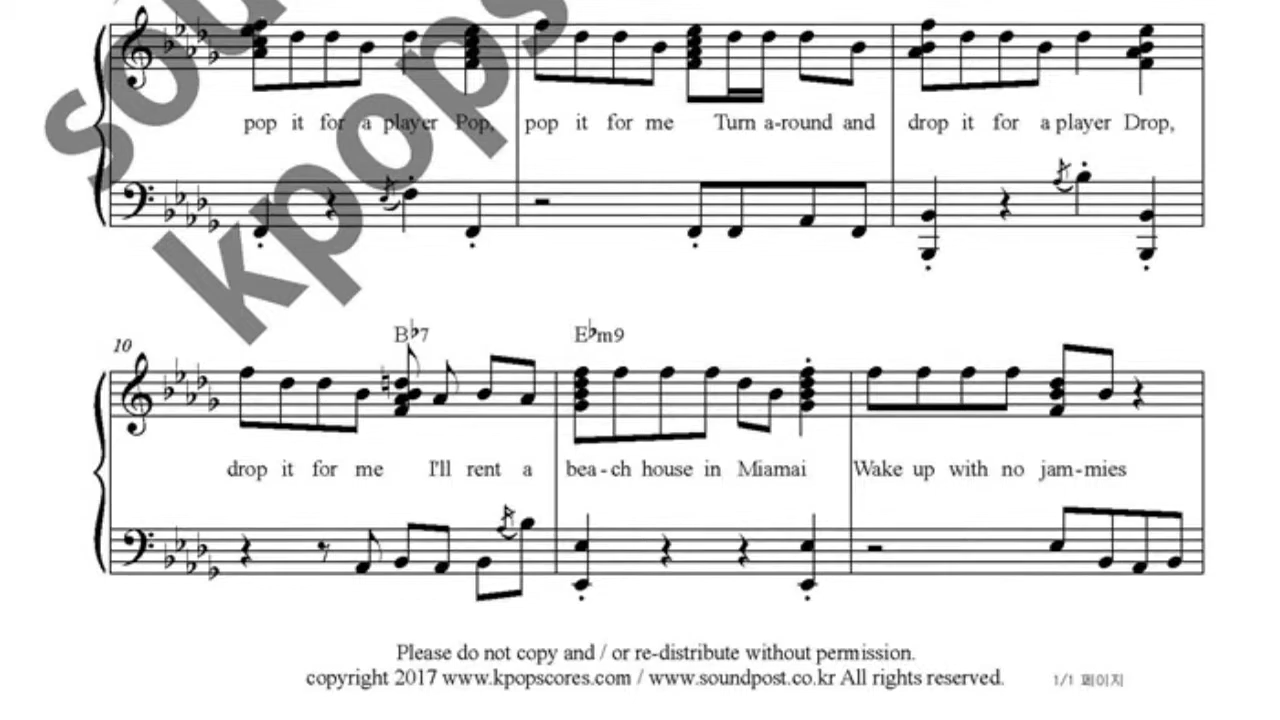 sou
kpops
pop it for a player Pop, pop it for me Turn a-round and drop it for a player Drop,
10
B♭7 E♭m9
drop it for me I'll rent a bea-ch house in Miamai Wake up with no jam-mies
Please do not copy and / or re-distribute without permission.
copyright 2017 www.kpopscores.com / www.soundpost.co.kr All rights reserved. 1/1 페이지